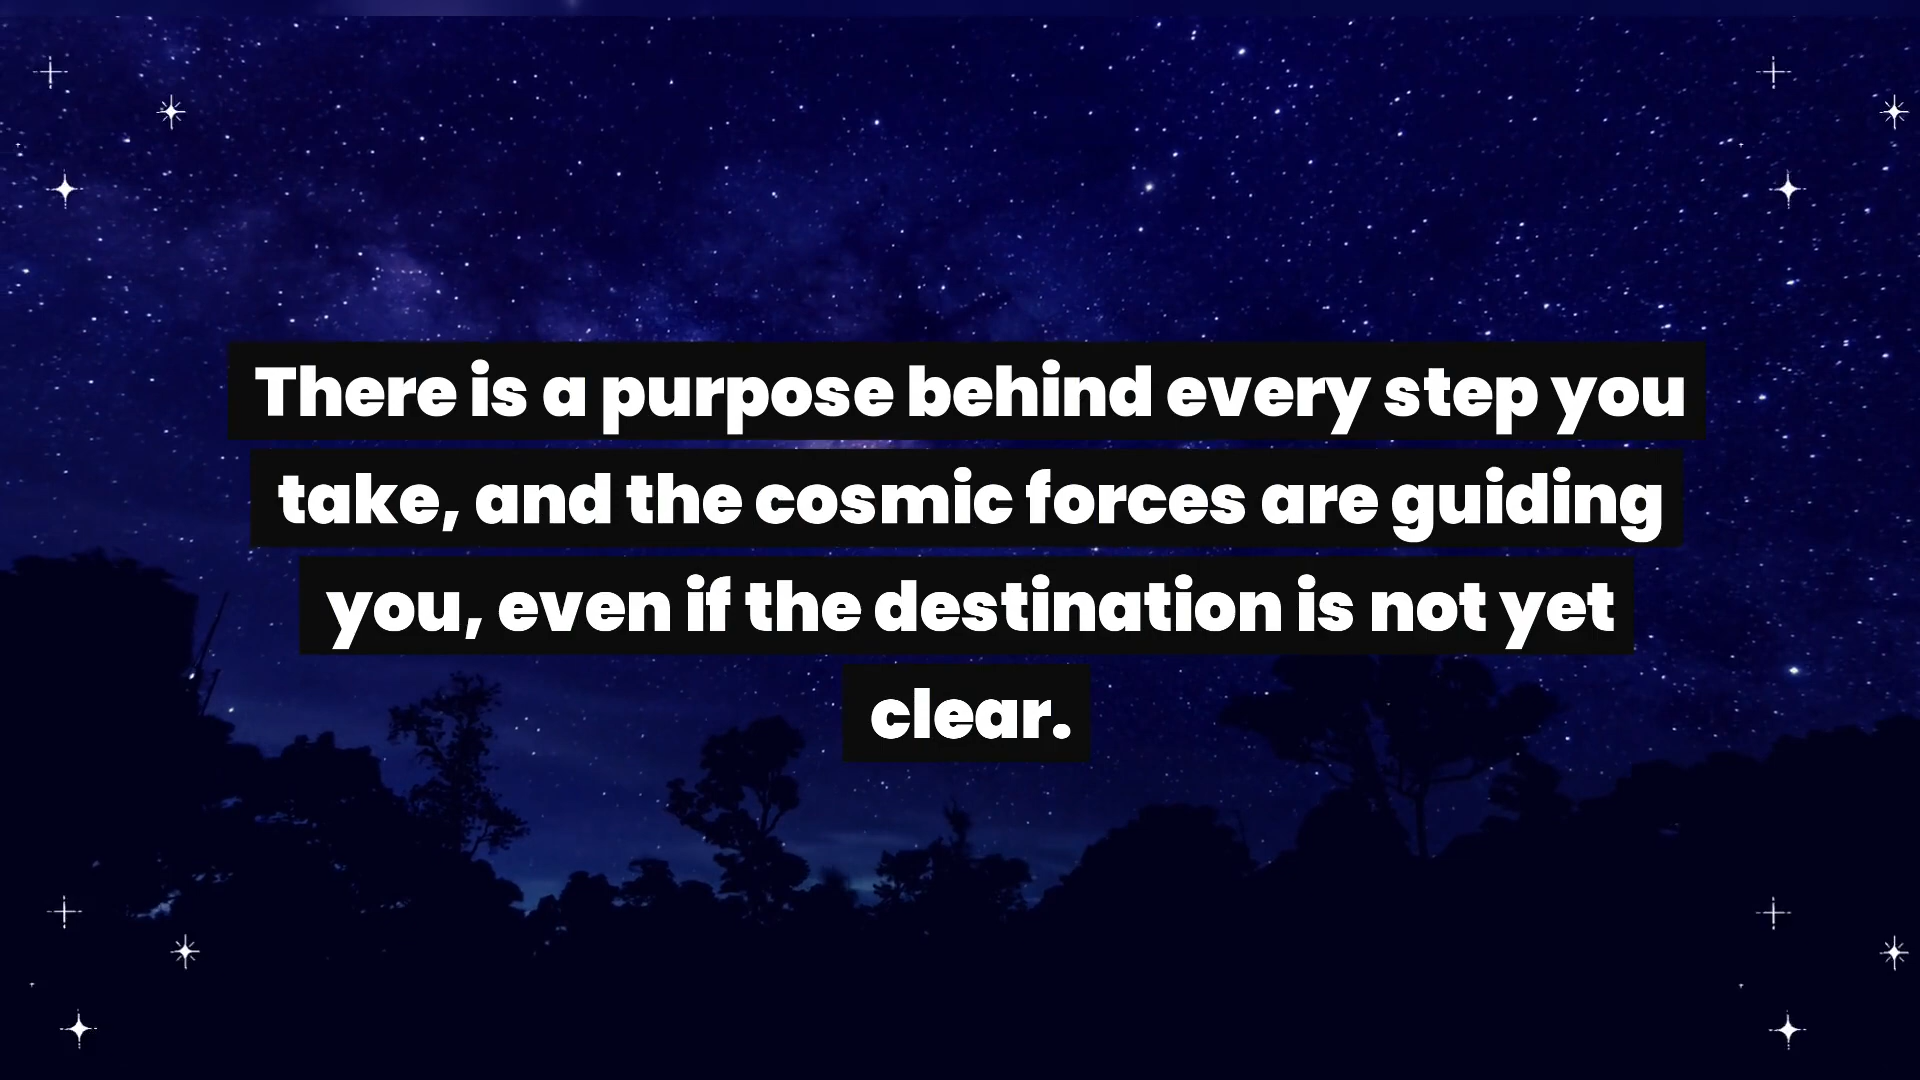 There is a purpose behind every step you
take, and the cosmic forces are guiding
you, even if the destination is not yet
clear.